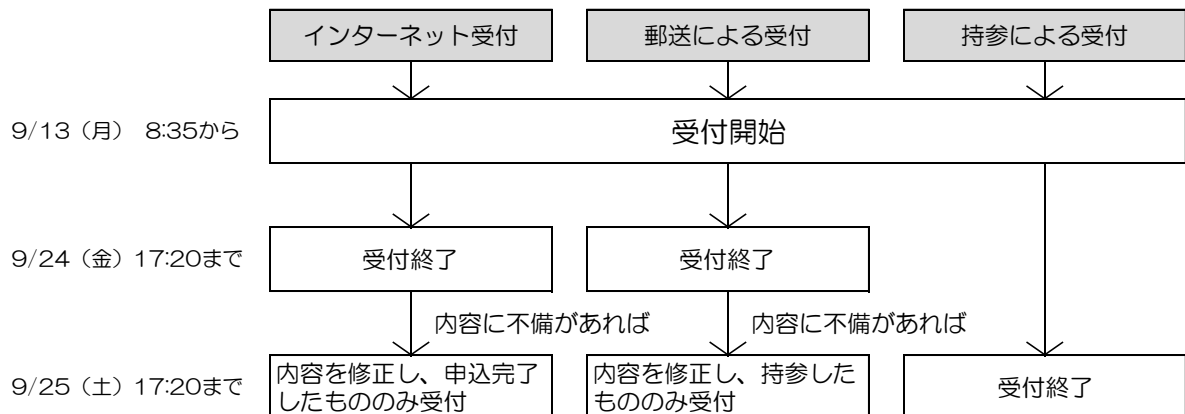 インターネット受付
郵送による受付
持参による受付
9/13（月） 8:35から
受付開始
9/24（金）17:20まで
受付終了
受付終了
内容に不備があれば
内容に不備があれば
9/25（土）17:20まで
内容を修正し、申込完了
したもののみ受付
内容を修正し、持参した
もののみ受付
受付終了